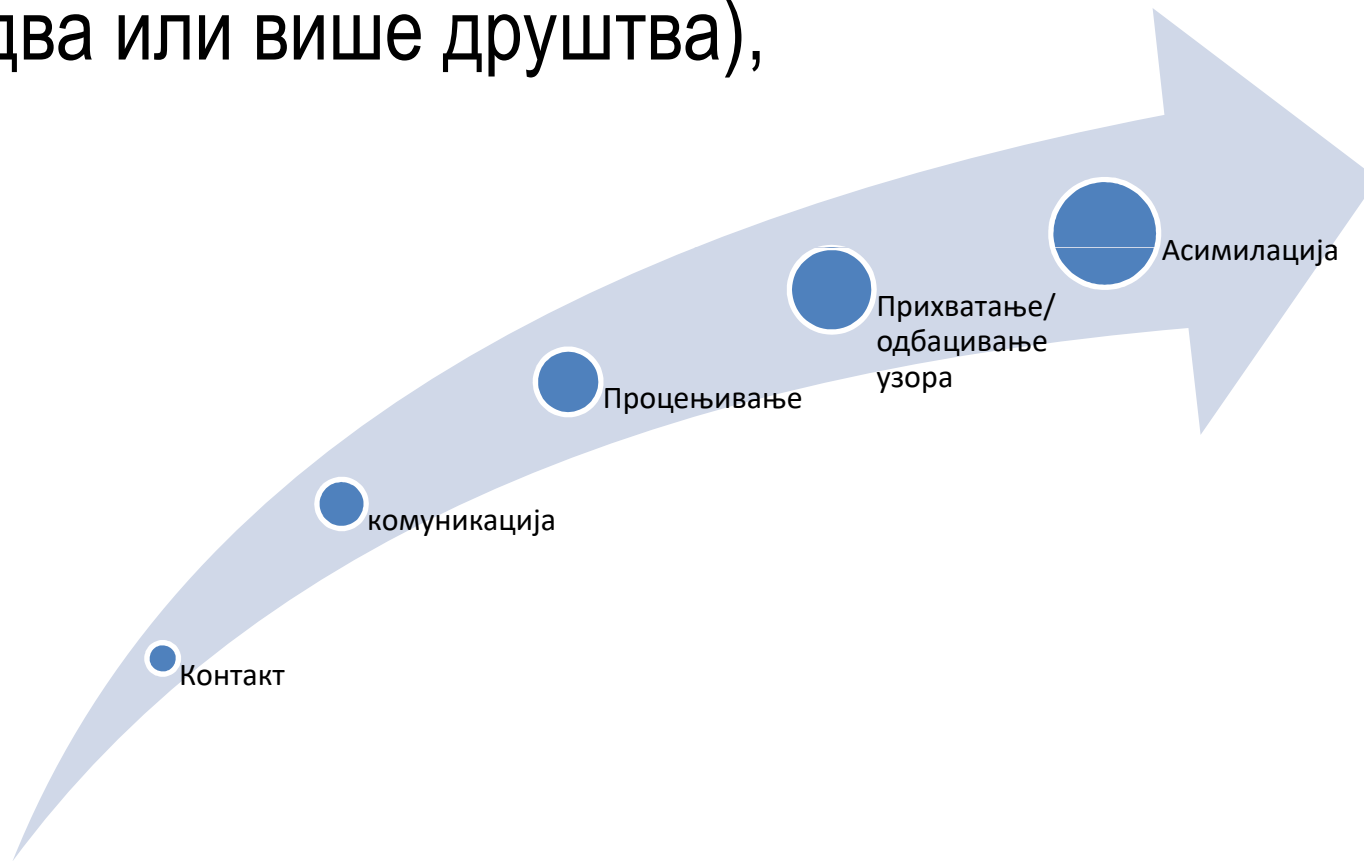 два или више друштва),
Асимилација
Прихватање/
одбацивање
узора
Процењивање
комуникација
Контакт